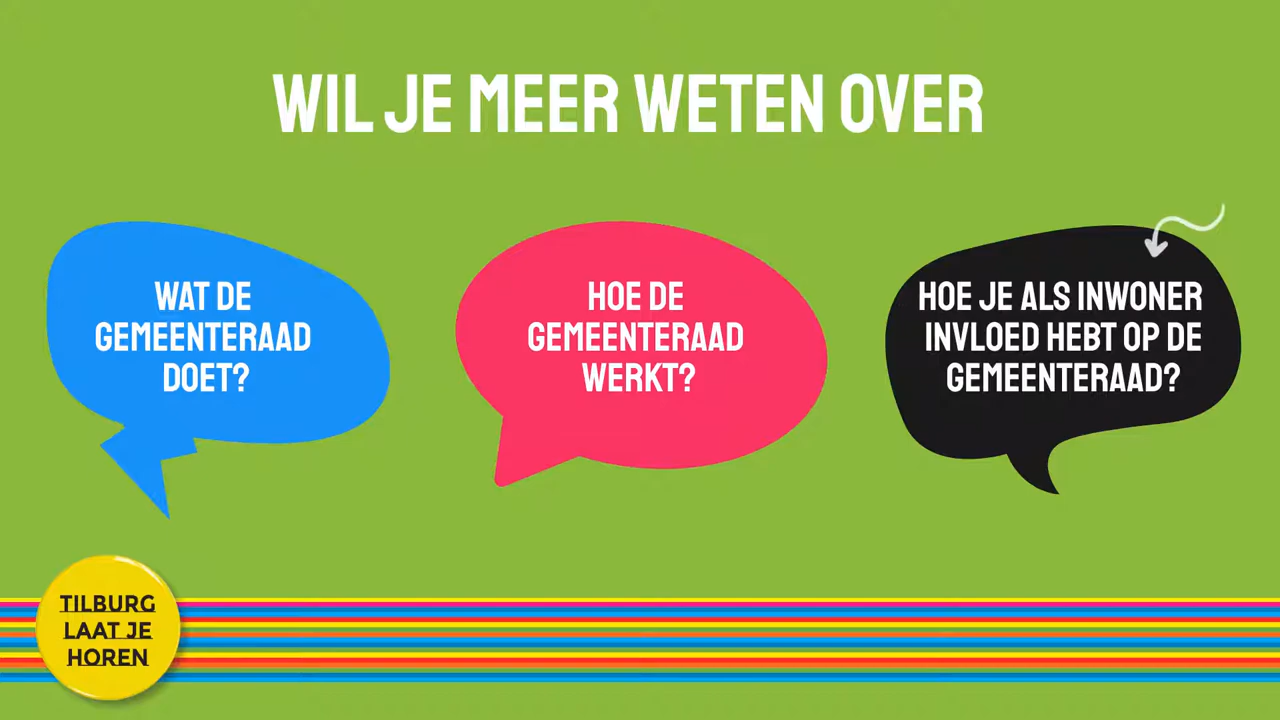 WIL JE MEER WETEN OVER
WAT DE
GEMEENTERAAD
DOET?
HOE DE
GEMEENTERAAD
WERKT?
HOE JE ALS INWONER
INVLOED HEBT OP DE
GEMEENTERAAD?
TILBURG
LAAT JE
HOREN